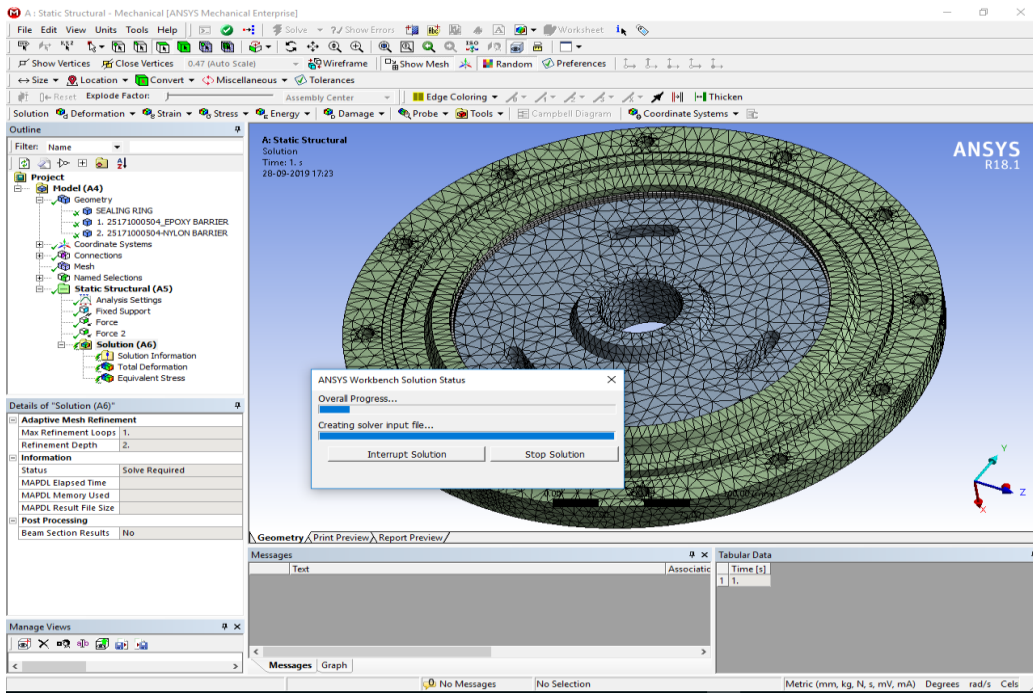 A : Static Structural - Mechanical [ANSYS Mechanical Enterprise]
File Edit View Units Tools Help Solve ?/ Show Errors Worksheet
Show Vertices Close Vertices 0.47 (Auto Scale) Wireframe Show Mesh Random Preferences
Size Location Convert Miscellaneous Tolerances
Reset Explode Factor: Assembly Center Edge Coloring Thicken
Solution Deformation Strain Stress Energy Damage Probe Tools Campbell Diagram Coordinate Systems
Outline
Filter: Name
Project
Model (A4)
Geometry
SEALING RING
1. 25171000504_EPOXY BARRIER
2. 25171000504-NYLON BARRIER
Coordinate Systems
Connections
Mesh
Named Selections
Static Structural (A5)
Analysis Settings
Fixed Support
Force
Force 2
Solution (A6)
Solution Information
Total Deformation
Equivalent Stress
Details of "Solution (A6)"
Adaptive Mesh Refinement
Max Refinement Loops 1.
Refinement Depth 2.
Information
Status Solve Required
MAPDL Elapsed Time
MAPDL Memory Used
MAPDL Result File Size
Post Processing
Beam Section Results No
Manage Views
A: Static Structural
Solution
Time: 1. s
28-09-2019 17:23
ANSYS
R18.1
ANSYS Workbench Solution Status
Overall Progress...
Creating solver input file...
Interrupt Solution Stop Solution
Y
Z
X
Geometry Print Preview Report Preview
Messages
Text Associatic
Messages Graph
Tabular Data
Time [s]
1 1.
0 No Messages No Selection Metric (mm, kg, N, s, mV, mA) Degrees rad/s Cels